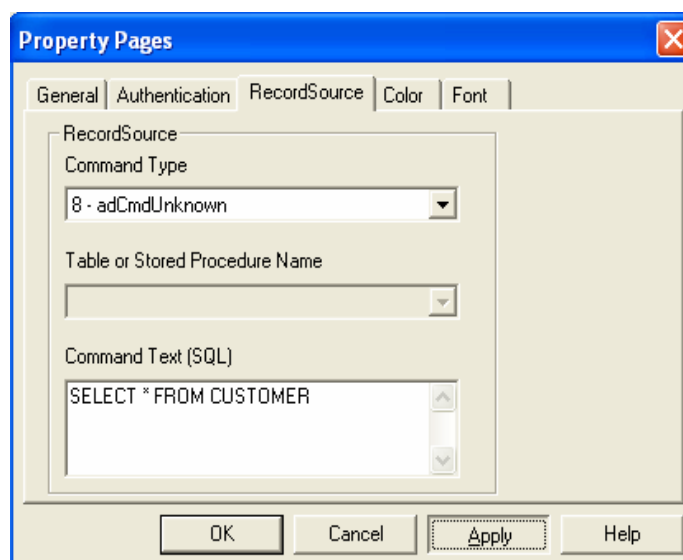 Property Pages
General Authentication RecordSource Color Font
RecordSource
Command Type
8 - adCmdUnknown
Table or Stored Procedure Name
Command Text (SQL)
SELECT * FROM CUSTOMER
OK Cancel Apply Help